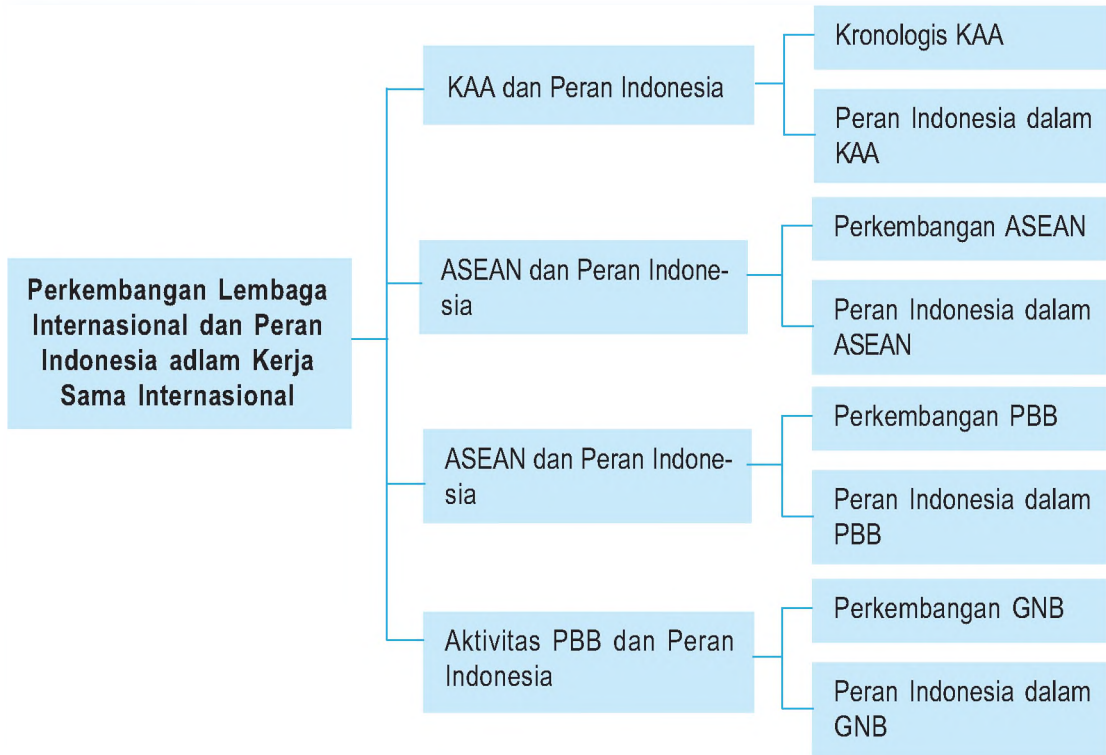 Perkembangan Lembaga
Internasional dan Peran
Indonesia adlam Kerja
Sama Internasional
KAA dan Peran Indonesia
Kronologis KAA
Peran Indonesia dalam
KAA
ASEAN dan Peran Indone-
sia
Perkembangan ASEAN
Peran Indonesia dalam
ASEAN
ASEAN dan Peran Indone-
sia
Perkembangan PBB
Peran Indonesia dalam
PBB
Aktivitas PBB dan Peran
Indonesia
Perkembangan GNB
Peran Indonesia dalam
GNB